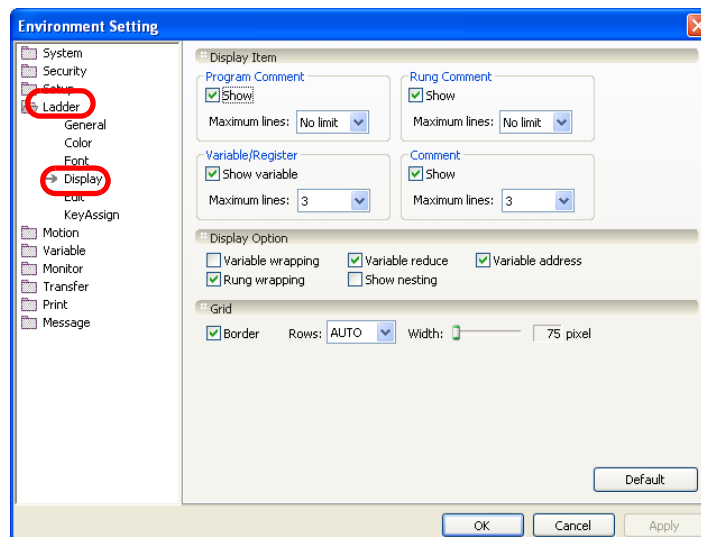 Environment Setting
System
Security
Setup
Ladder
General
Color
Font
Display
Edit
KeyAssign
Motion
Variable
Monitor
Transfer
Print
Message
Display Item
Program Comment
Show
Maximum lines: No limit
Rung Comment
Show
Maximum lines: No limit
Variable/Register
Show variable
Maximum lines: 3
Comment
Show
Maximum lines: 3
Display Option
Variable wrapping Variable reduce Variable address
Rung wrapping Show nesting
Grid
Border Rows: AUTO Width: 75 pixel
Default
OK Cancel Apply